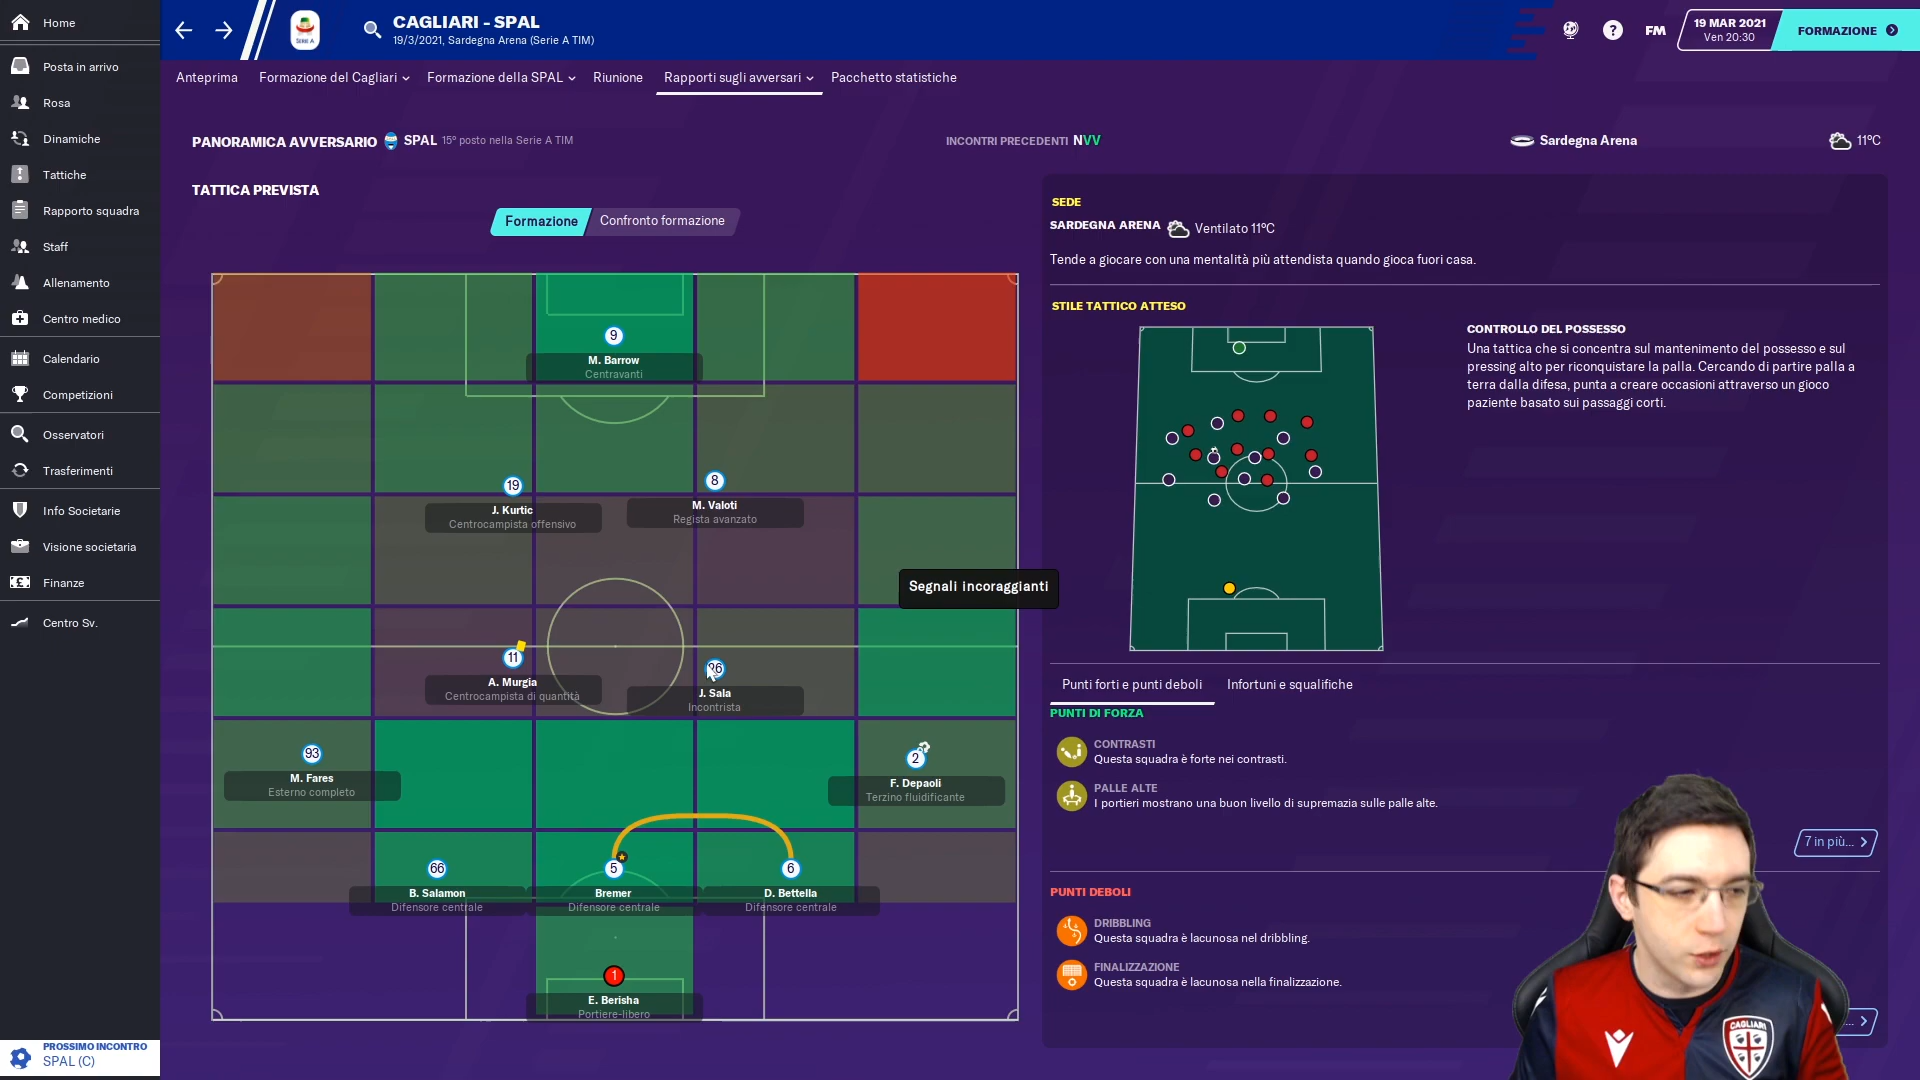 Home
Posta in arrivo
Rosa
Dinamiche
Tattiche
Rapporto squadra
Staff
Allenamento
Centro medico
Calendario
Competizioni
Osservatori
Trasferimenti
Info Societarie
Visione societaria
Finanze
Centro Sv.
PROSSIMO INCONTRO
SPAL (C)
SERIE A
CAGLIARI - SPAL
19/3/2021, Sardegna Arena (Serie A TIM)
?
FM
19 MAR 2021
Ven 20:30
FORMAZIONE
Anteprima
Formazione del Cagliari
Formazione della SPAL
Riunione
Rapporti sugli avversari
Pacchetto statistiche
PANORAMICA AVVERSARIO SPAL 15° posto nella Serie A TIM
INCONTRI PRECEDENTI NVV
Sardegna Arena
11°C
TATTICA PREVISTA
Formazione
Confronto formazione
9
M. Barrow
Centravanti
19
J. Kurtic
Centrocampista offensivo
8
M. Valoti
Regista avanzato
Segnali incoraggianti
11
A. Murgia
Centrocampista di quantità
26
J. Sala
Incontrista
93
M. Fares
Esterno completo
2
F. Depaoli
Terzino fluidificante
66
B. Salamon
Difensore centrale
5
Bremer
Difensore centrale
6
D. Bettella
Difensore centrale
1
E. Berisha
Portiere-libero
SEDE
SARDEGNA ARENA Ventilato 11°C
Tende a giocare con una mentalità più attendista quando gioca fuori casa.
STILE TATTICO ATTESO
CONTROLLO DEL POSSESSO
Una tattica che si concentra sul mantenimento del possesso e sul
pressing alto per riconquistare la palla. Cercando di partire palla a
terra dalla difesa, punta a creare occasioni attraverso un gioco
paziente basato sui passaggi corti.
Punti forti e punti deboli
Infortuni e squalifiche
PUNTI DI FORZA
CONTRASTI
Questa squadra è forte nei contrasti.
PALLE ALTE
I portieri mostrano una buon livello di supremazia sulle palle alte.
7 in più...
PUNTI DEBOLI
DRIBBLING
Questa squadra è lacunosa nel dribbling.
FINALIZZAZIONE
Questa squadra è lacunosa nella finalizzazione.
...
CAGLIARI